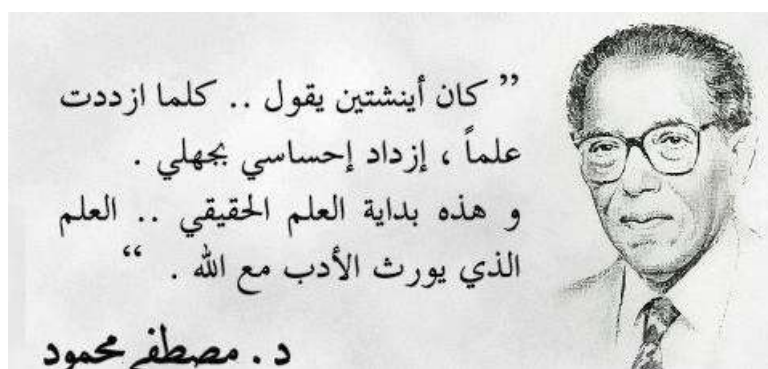 ” كان أينشتين يقول .. كلما ازددت
علماً ، إزداد إحساسي بجهلي .
و هذه بداية العلم الحقيقي .. العلم
الذي يورث الأدب مع الله . “
د . مصطفى محمود